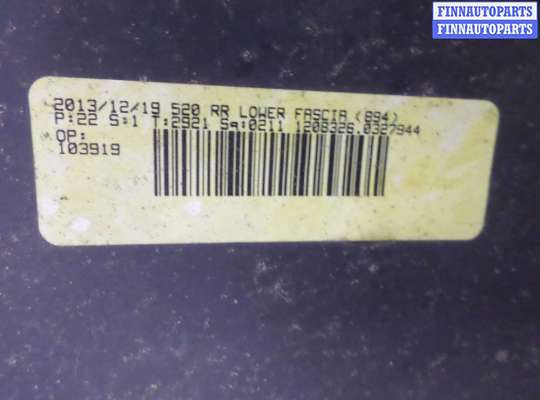 FINNAUTOPARTS
FINNAUTOPARTS
2013/12/19 520 RR LOWER FASCIA (894)
P:22 S:1 T:2921 Sq:0211 1208326.0327944
OP:
103919